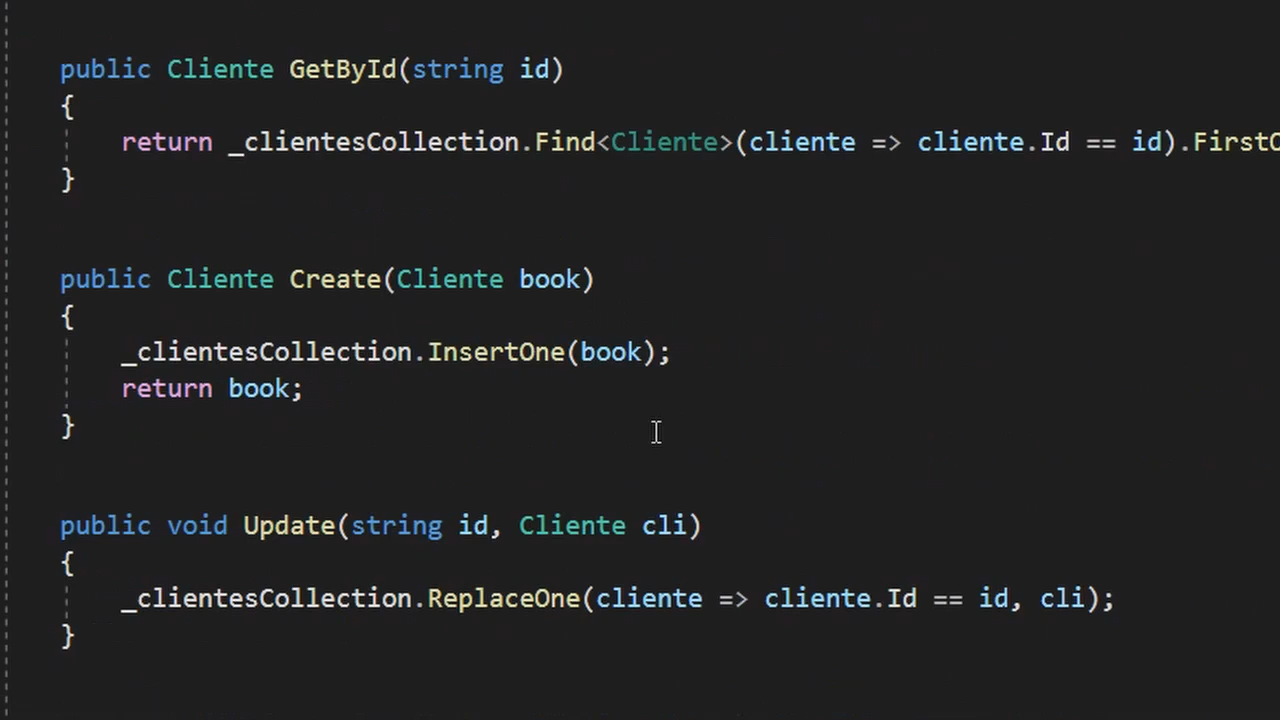 public Cliente GetById(string id)
{
return _clientesCollection.Find<Cliente>(cliente => cliente.Id == id).
}
public Cliente Create(Cliente book)
{
_clientesCollection.InsertOne(book);
return book;
}
public void Update(string id, Cliente cli)
{
_clientesCollection.ReplaceOne(cliente => cliente.Id == id, cli);
}